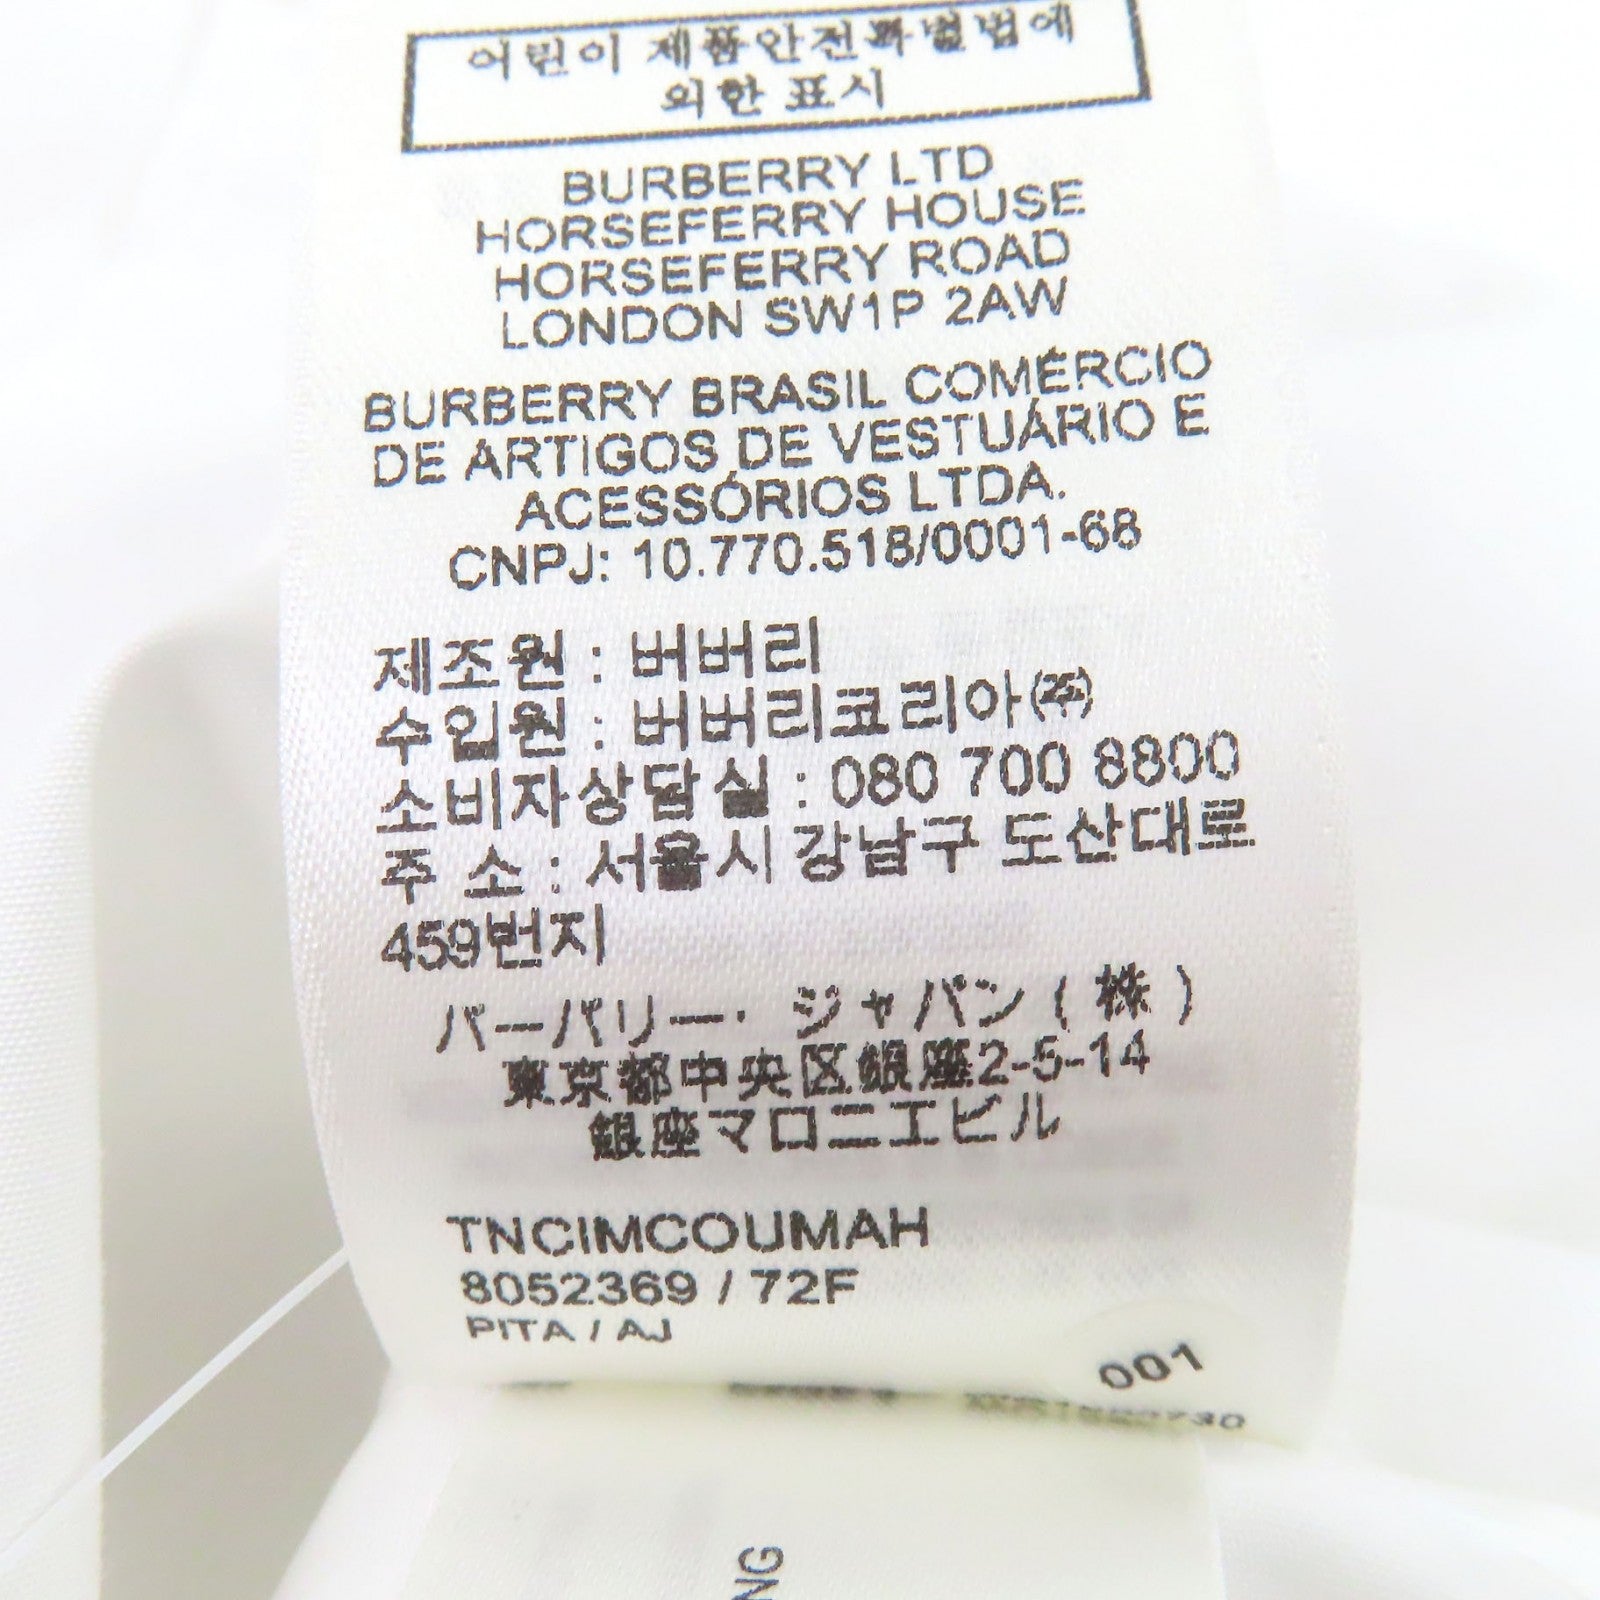 어린이 제품안전특별법에
의한 표시
BURBERRY LTD
HORSEFERRY HOUSE
HORSEFERRY ROAD
LONDON SW1P 2AW
BURBERRY BRASIL COMÉRCIO
DE ARTIGOS DE VESTUÁRIO E
ACESSÓRIOS LTDA.
CNPJ: 10.770.518/0001-68
제조원 : 버버리
수입원 : 버버리코리아(주)
소비자상담실 : 080 700 8800
주 소 : 서울시 강남구 도산대로
459번지
バーバリー・ジャパン(株)
東京都中央区銀座2-5-14
銀座マロニエビル
TNCIMCOUMAH
8052369 / 72F
PITA / AJ
001